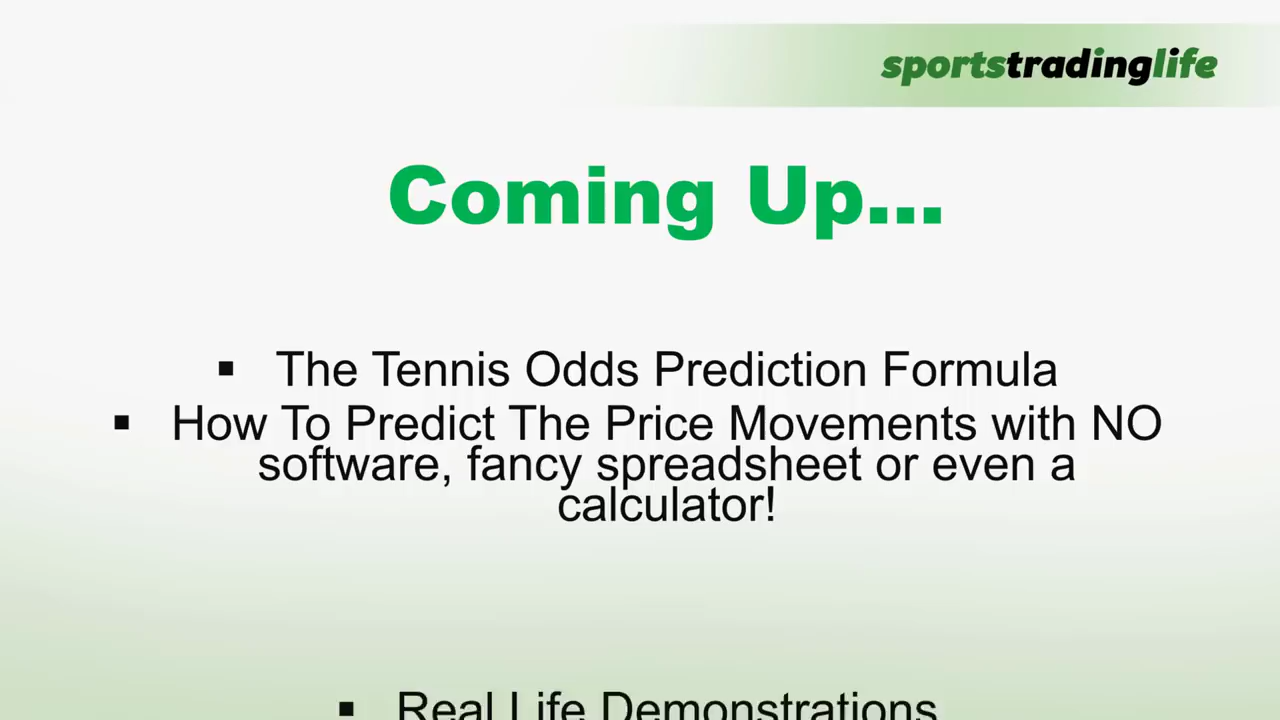 sportstradinglife
Coming Up...
▪ The Tennis Odds Prediction Formula
▪ How To Predict The Price Movements with NO
software, fancy spreadsheet or even a
calculator!
▪ Real Life Demonstrations